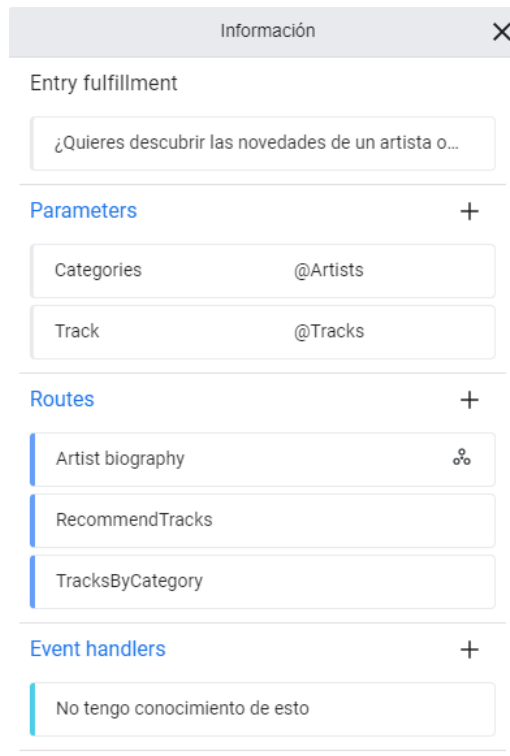 Información
Entry fulfillment
¿Quieres descubrir las novedades de un artista o...
Parameters
Categories @Artists
Track @Tracks
Routes
Artist biography
RecommendTracks
TracksByCategory
Event handlers
No tengo conocimiento de esto